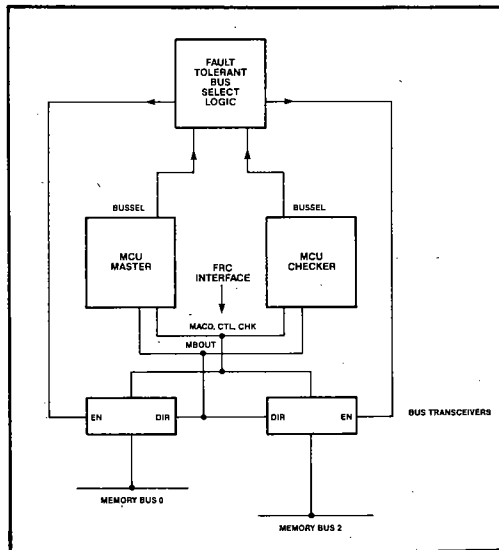 FAULT
TOLERANT
BUS
SELECT
LOGIC
BUSSEL
BUSSEL
MCU
MASTER
FRC
INTERFACE
MCU
CHECKER
MACD, CTL, CHK
MBOUT
EN
DIR
DIR
EN
BUS TRANSCEIVERS
MEMORY BUS 0
MEMORY BUS 2